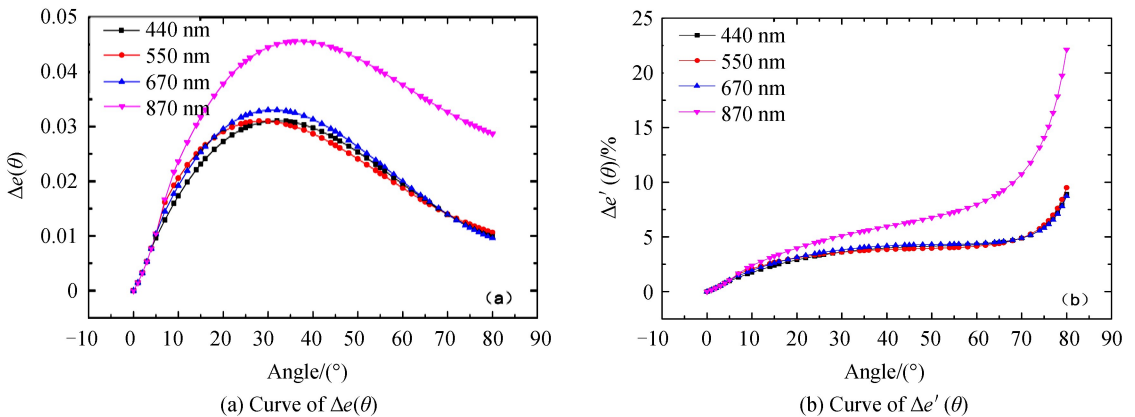 0.05
0.04
0.03
0.02
0.01
0
Δe(θ)
440 nm
550 nm
670 nm
870 nm
(a)
−10 0 10 20 30 40 50 60 70 80 90
Angle/(°)
(a) Curve of Δe(θ)
25
20
15
10
5
0
Δe′ (θ)/%
440 nm
550 nm
670 nm
870 nm
(b)
−10 0 10 20 30 40 50 60 70 80 90
Angle/(°)
(b) Curve of Δe′ (θ)